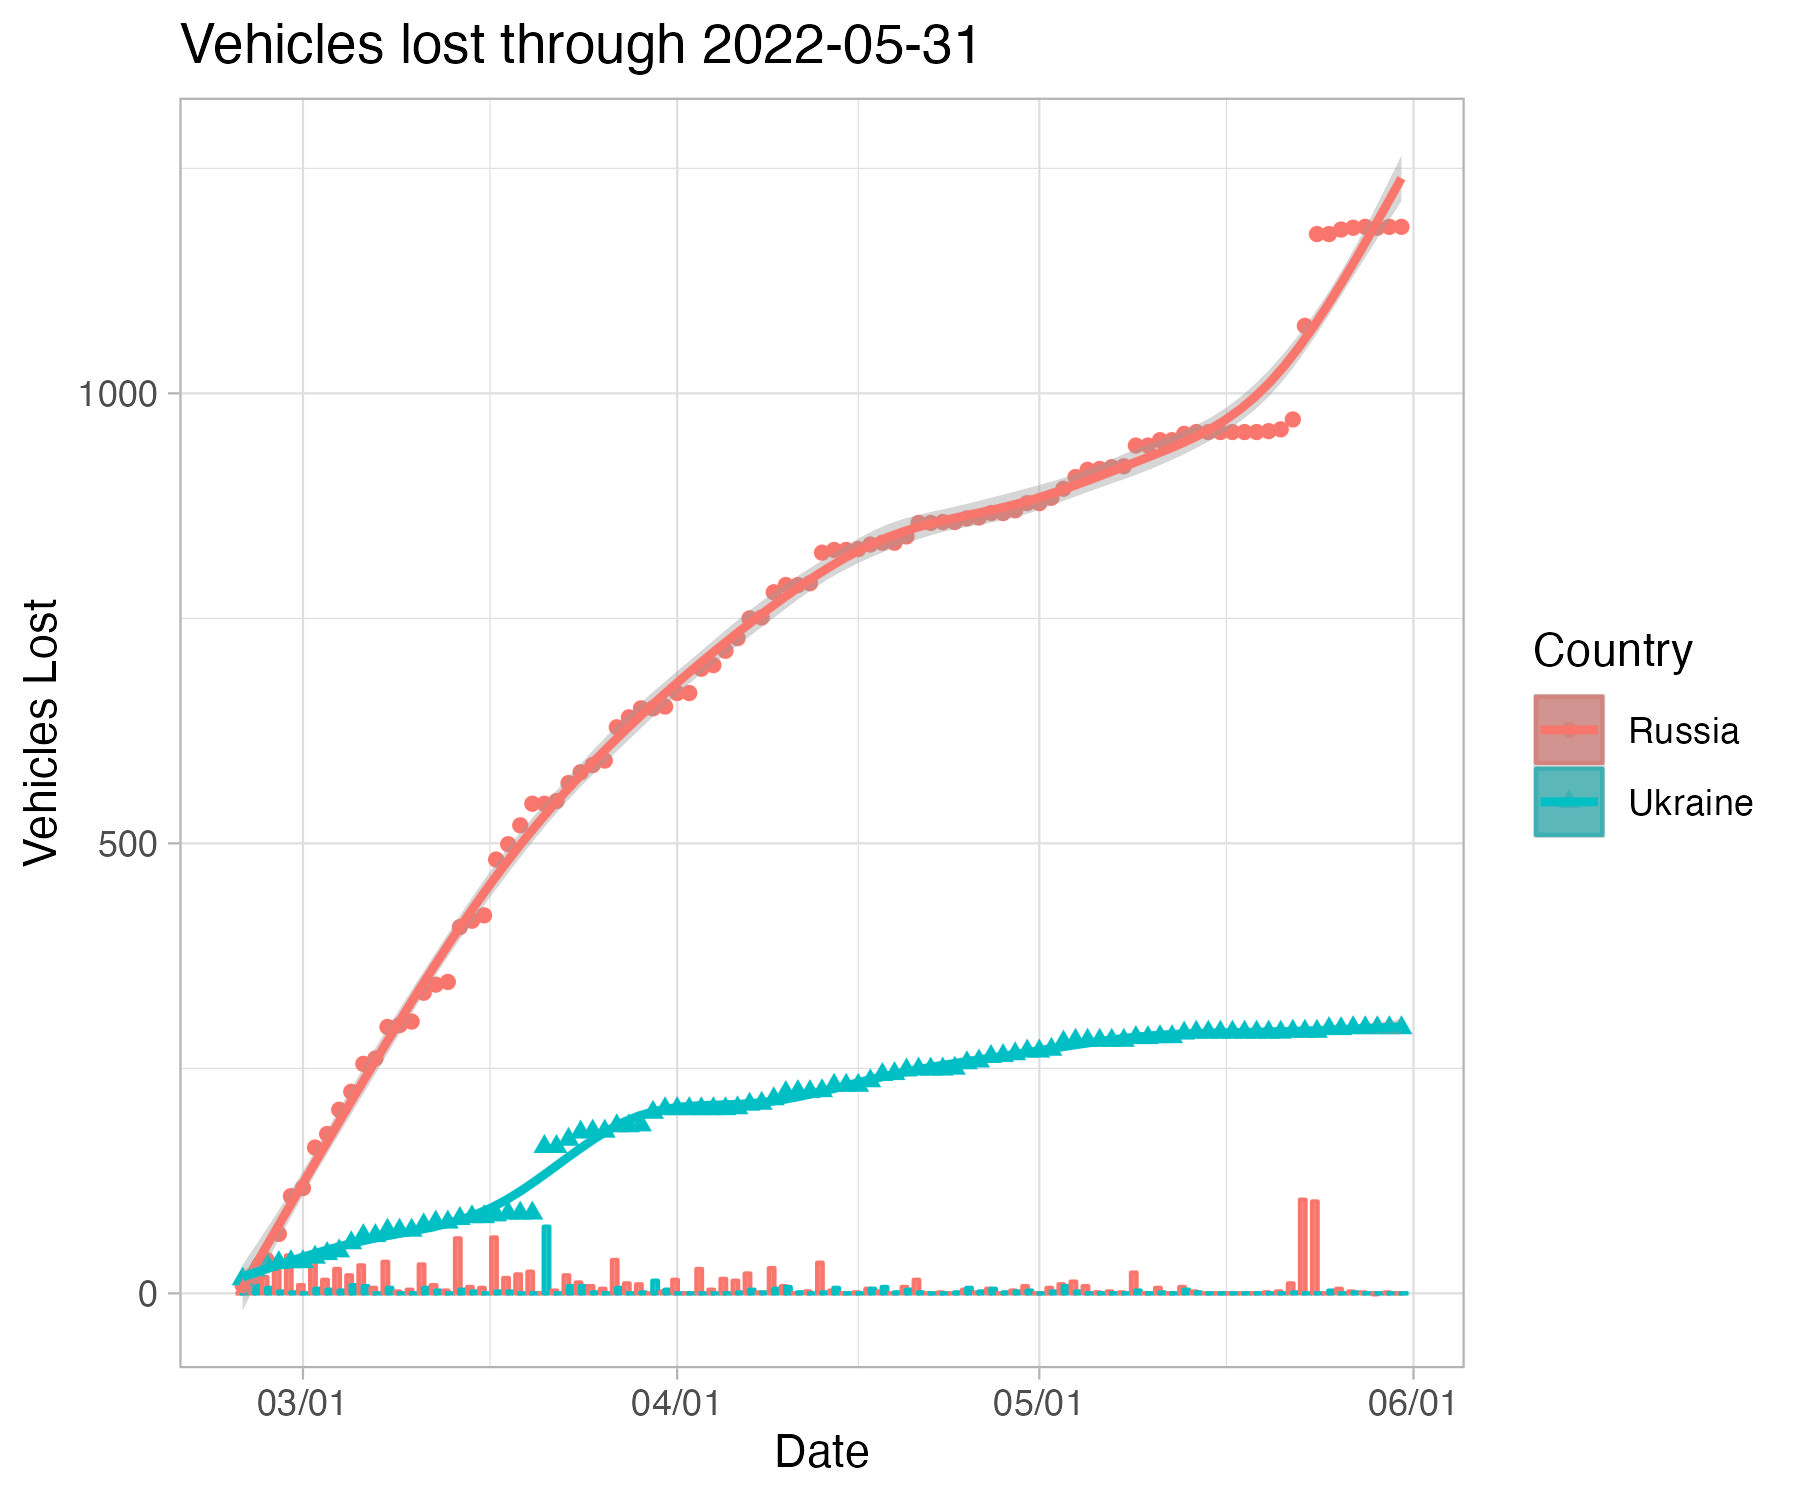 Vehicles lost through 2022-05-31
Vehicles Lost
1000
500
0
03/01
04/01
05/01
06/01
Date
Country
Russia
Ukraine